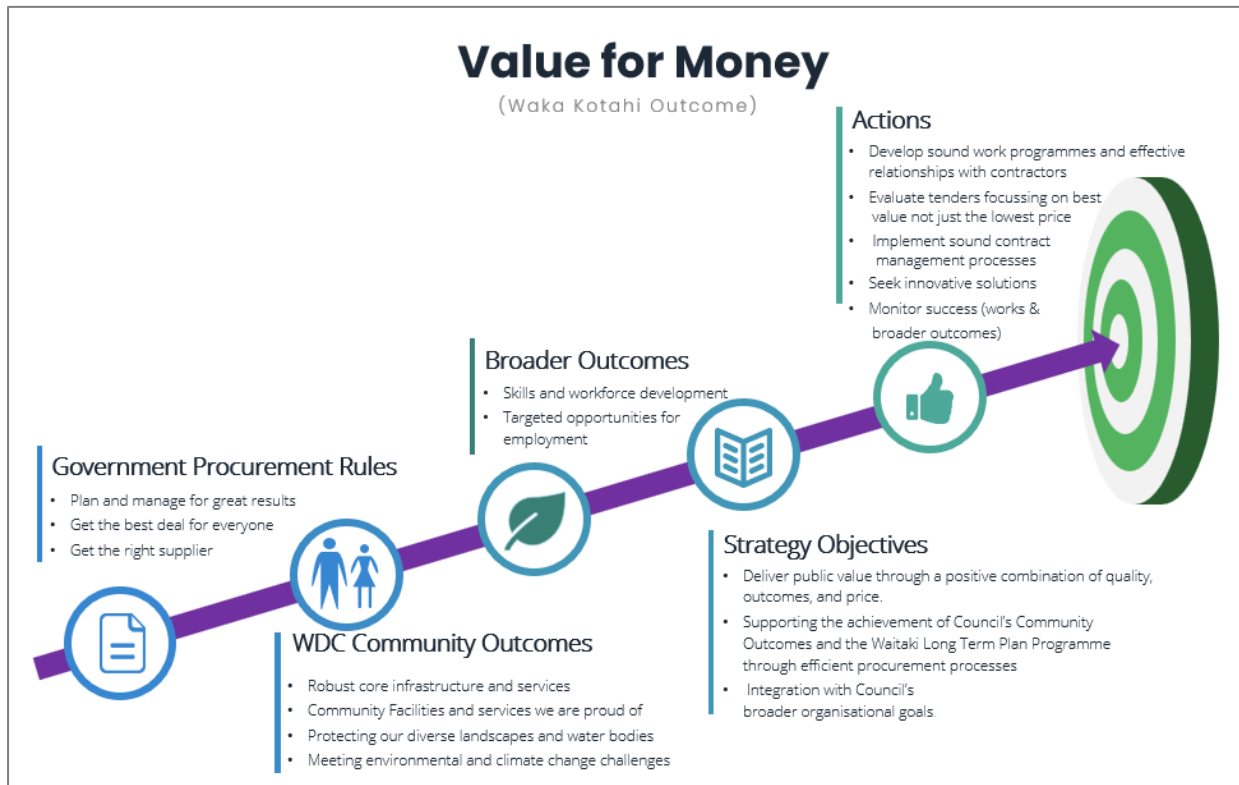 Value for Money
(Waka Kotahi Outcome)
Government Procurement Rules
• Plan and manage for great results
• Get the best deal for everyone
• Get the right supplier
WDC Community Outcomes
• Robust core infrastructure and services
• Community Facilities and services we are proud of
• Protecting our diverse landscapes and water bodies
• Meeting environmental and climate change challenges
Broader Outcomes
• Skills and workforce development
• Targeted opportunities for
employment
Strategy Objectives
• Deliver public value through a positive combination of quality,
outcomes, and price.
• Supporting the achievement of Council's Community
Outcomes and the Waitaki Long Term Plan Programme
through efficient procurement processes
• Integration with Council's
broader organisational goals
Actions
• Develop sound work programmes and effective
relationships with contractors
• Evaluate tenders focussing on best
value not just the lowest price
• Implement sound contract
management processes
• Seek innovative solutions
• Monitor success (works &
broader outcomes)